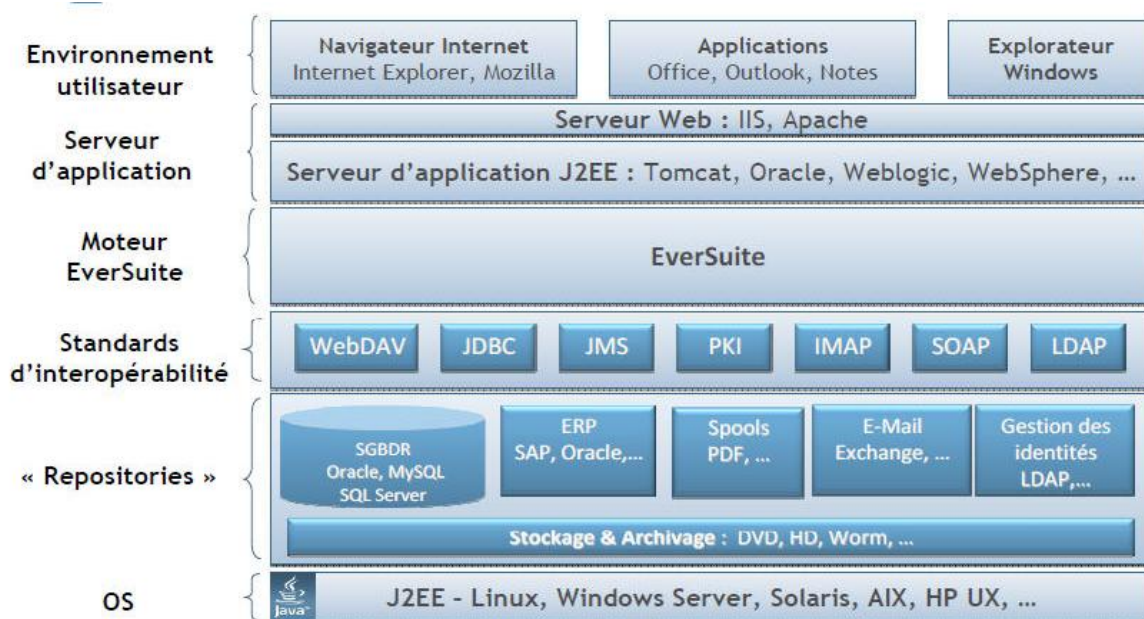 Environnement
utilisateur
Navigateur Internet
Internet Explorer, Mozilla
Applications
Office, Outlook, Notes
Explorateur
Windows
Serveur
d'application
Serveur Web : IIS, Apache
Serveur d'application J2EE : Tomcat, Oracle, Weblogic, WebSphere, …
Moteur
EverSuite
EverSuite
Standards
d'interopérabilité
WebDAV
JDBC
JMS
PKI
IMAP
SOAP
LDAP
« Repositories »
SGBDR
Oracle, MySQL
SQL Server
ERP
SAP, Oracle,…
Spools
PDF, …
E-Mail
Exchange, …
Gestion des
identités
LDAP,…
Stockage & Archivage : DVD, HD, Worm, …
OS
Java
J2EE - Linux, Windows Server, Solaris, AIX, HP UX, …